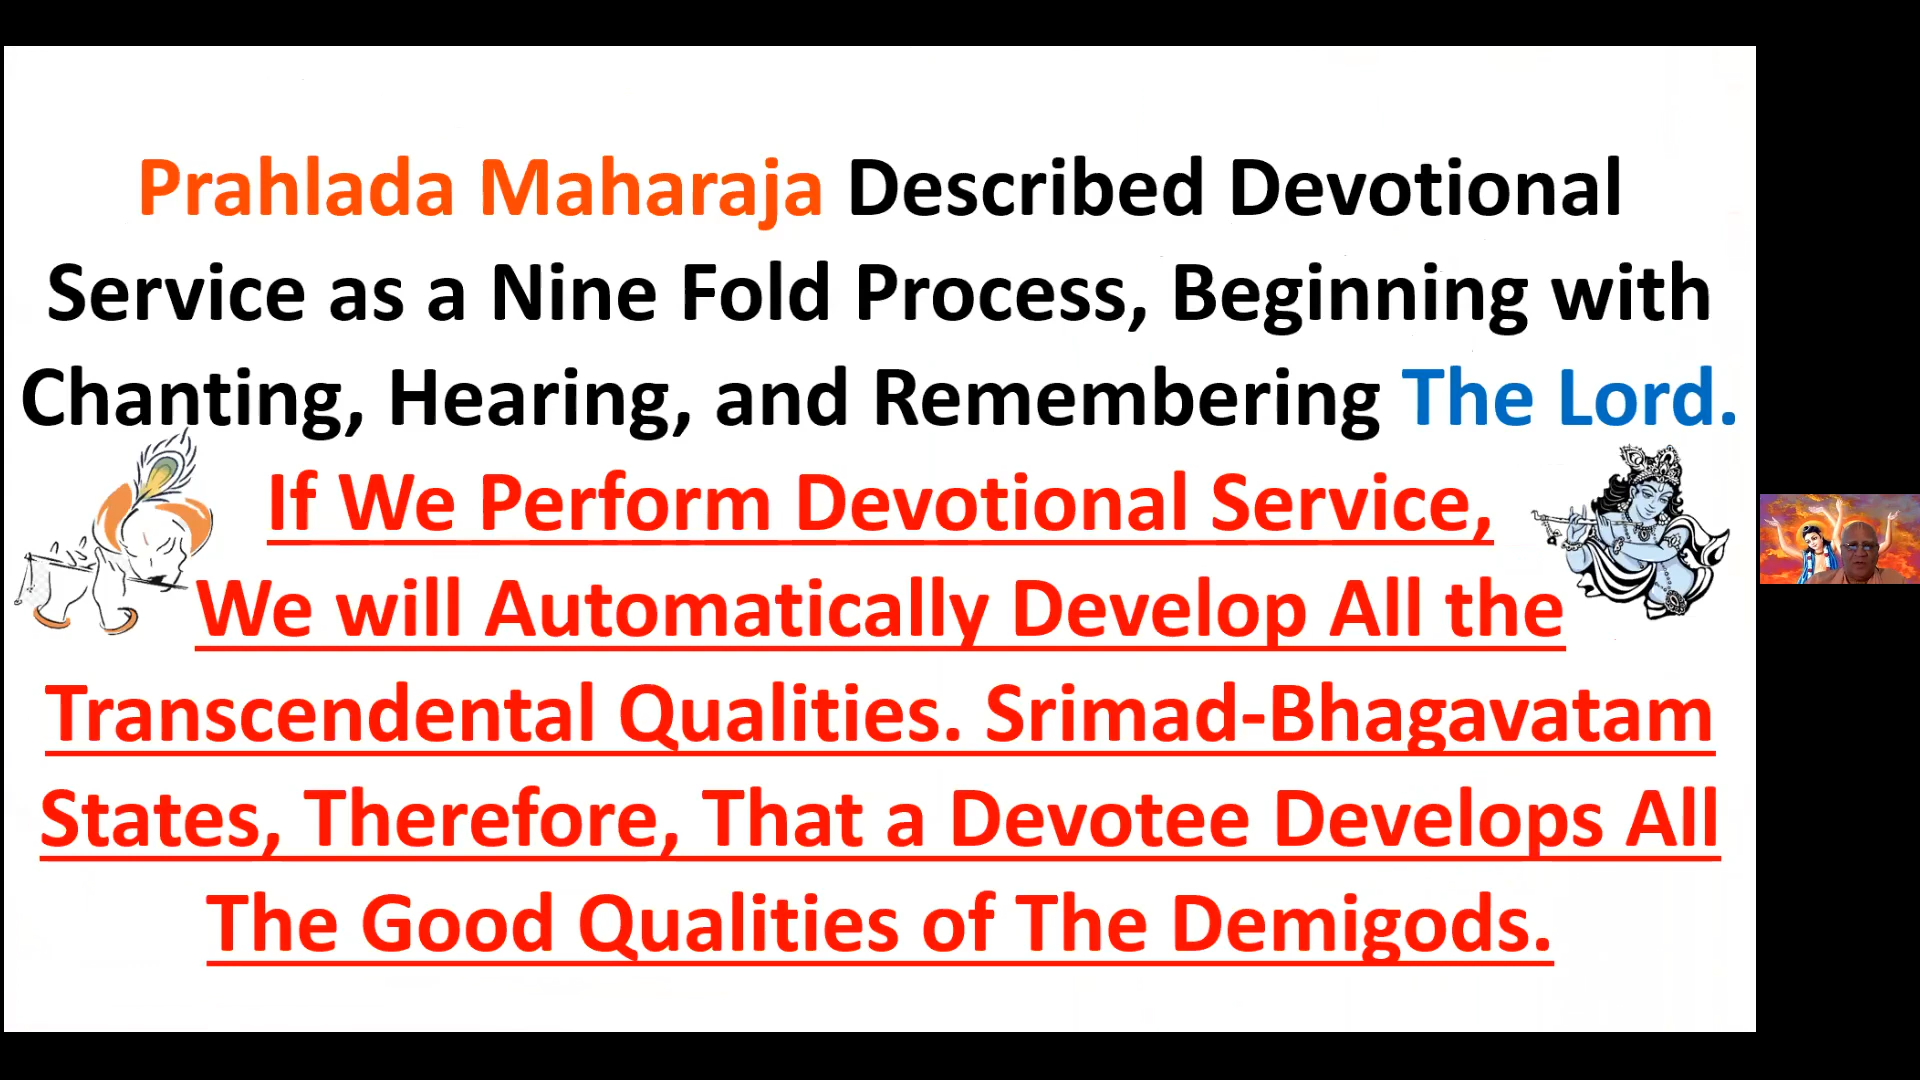 Prahlada Maharaja Described Devotional
Service as a Nine Fold Process, Beginning with
Chanting, Hearing, and Remembering The Lord.
If We Perform Devotional Service,
We will Automatically Develop All the
Transcendental Qualities. Srimad-Bhagavatam
States, Therefore, That a Devotee Develops All
The Good Qualities of The Demigods.